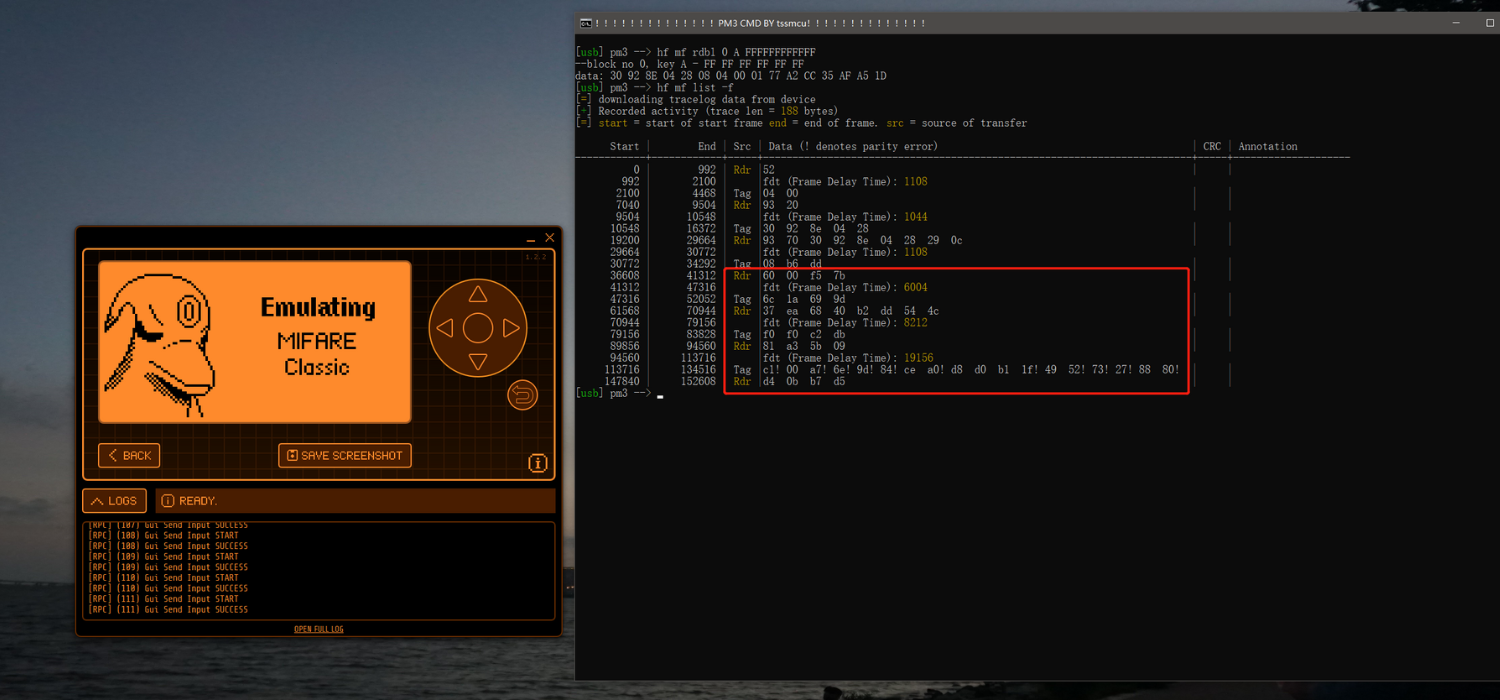 ! ! ! ! ! ! ! ! ! ! ! ! ! ! PM3 CMD BY tssmcu! ! ! ! ! ! ! ! ! ! ! ! ! !
[usb] pm3 --> hf mf rdbl 0 A FFFFFFFFFFFF
--block no 0, key A - FF FF FF FF FF FF
data: 30 92 8E 04 28 08 04 00 01 77 A2 CC 35 AF A5 1D
[usb] pm3 --> hf mf list -f
[=] downloading tracelog data from device
[+] Recorded activity (trace len = 188 bytes)
[=] start = start of start frame end = end of frame. src = source of transfer
Start | End | Src | Data (! denotes parity error) | CRC | Annotation
0 | 992 | Rdr |52
992 | 2100 | fdt (Frame Delay Time): 1108
2100 | 4468 | Tag |04 00
7040 | 9504 | Rdr |93 20
9504 | 10548 | fdt (Frame Delay Time): 1044
10548 | 16372 | Tag |30 92 8e 04 28
19200 | 29664 | Rdr |93 70 30 92 8e 04 28 29 0c
29664 | 30772 | fdt (Frame Delay Time): 1108
30772 | 34292 | Tag |08 b6 dd
36608 | 41312 | Rdr |60 00 f5 7b
41312 | 47316 | fdt (Frame Delay Time): 6004
47316 | 52052 | Tag |6c 1a 69 9d
61568 | 70944 | Rdr |37 ea 68 40 b2 dd 54 4c
70944 | 79156 | fdt (Frame Delay Time): 8212
79156 | 83828 | Tag |f0 f0 c2 db
89856 | 94560 | Rdr |81 a3 5b 09
94560 | 113716 | fdt (Frame Delay Time): 19156
113716 | 134516 | Tag |c1! 00 a7! 6e! 9d! 84! ce a0! d8 d0 b1 1f! 49 52! 73! 27! 88 80!
147840 | 152608 | Rdr |d4 0b b7 d5
[usb] pm3 -->
1.2.2
Emulating
MIFARE
Classic
BACK
SAVE SCREENSHOT
LOGS
READY.
[RPC] (107) Gui Send Input SUCCESS
[RPC] (108) Gui Send Input START
[RPC] (108) Gui Send Input SUCCESS
[RPC] (109) Gui Send Input START
[RPC] (109) Gui Send Input SUCCESS
[RPC] (110) Gui Send Input START
[RPC] (110) Gui Send Input SUCCESS
[RPC] (111) Gui Send Input START
[RPC] (111) Gui Send Input SUCCESS
OPEN FULL LOG